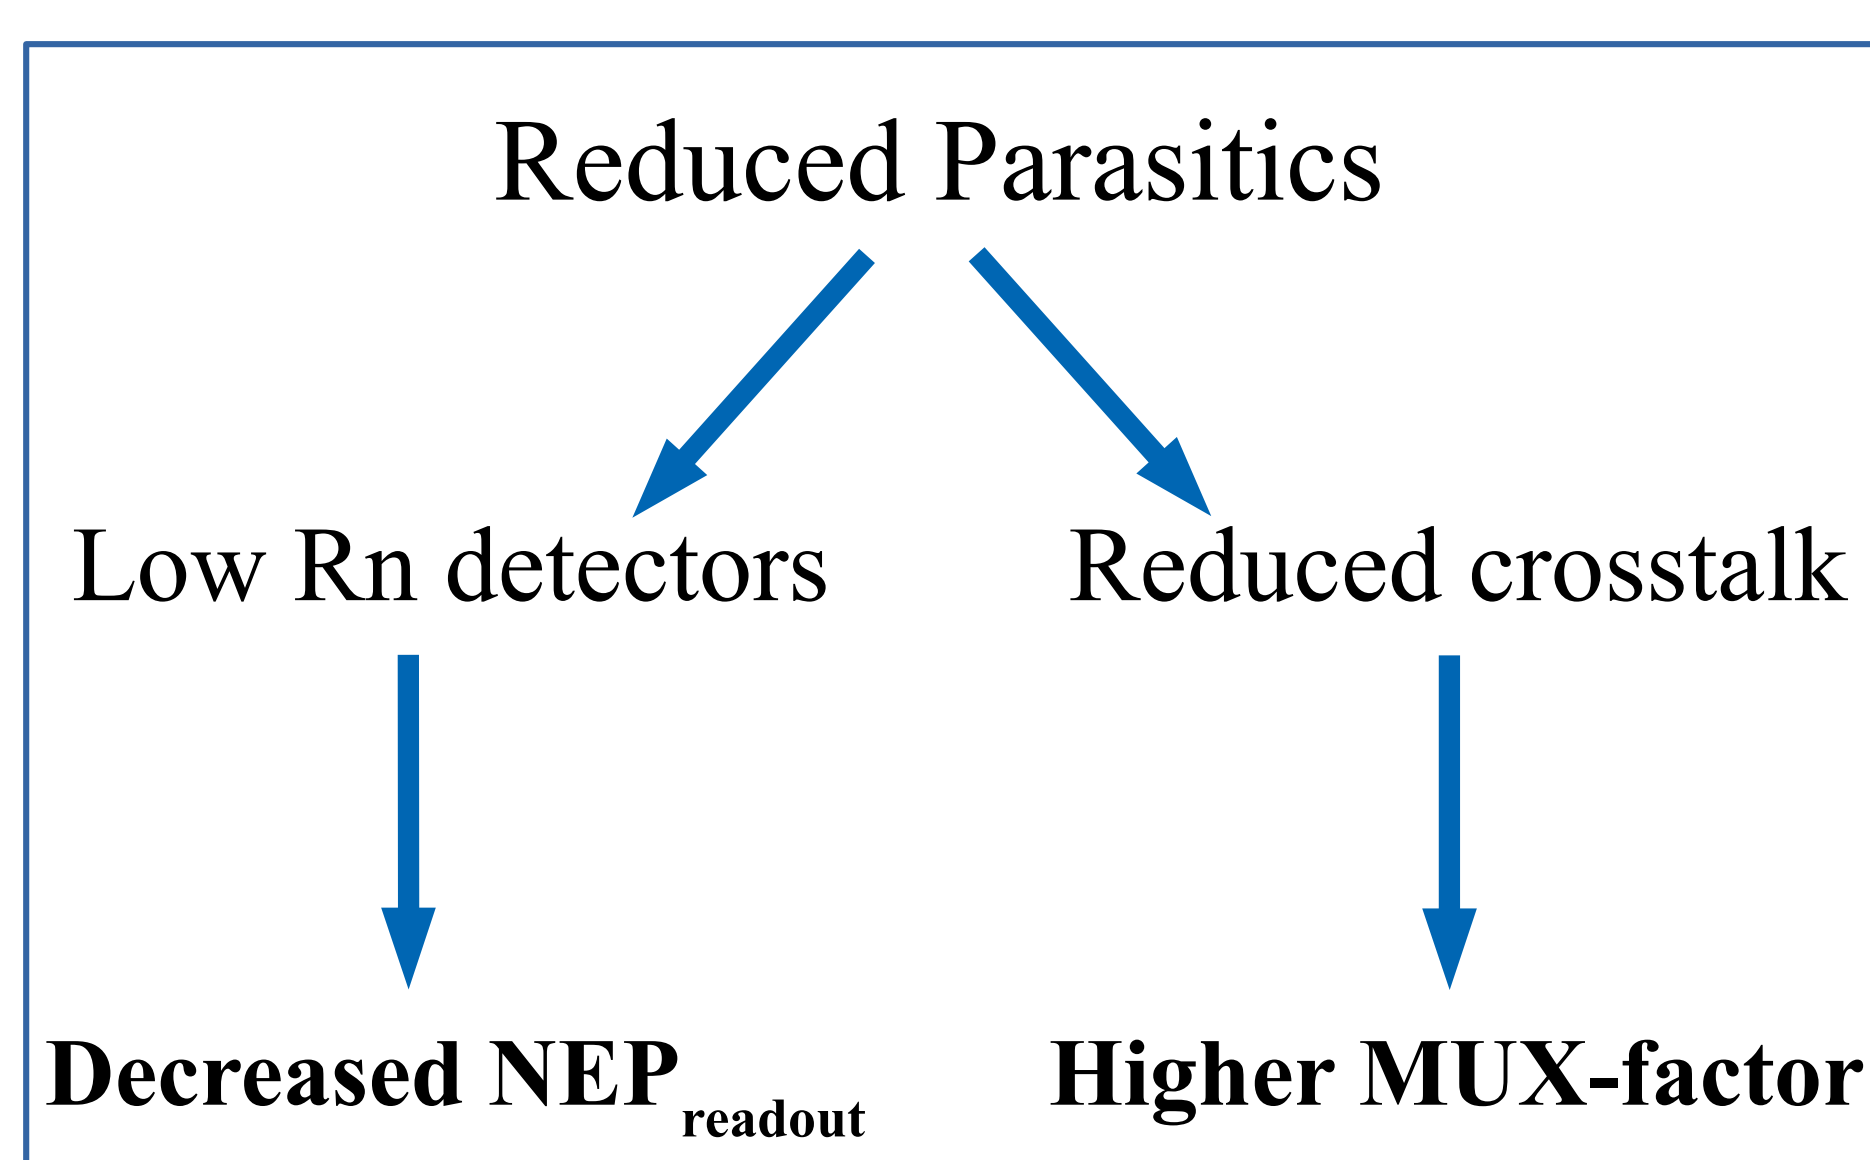 Reduced Parasitics
Low Rn detectors
Reduced crosstalk
Decreased NEPreadout
Higher MUX-factor